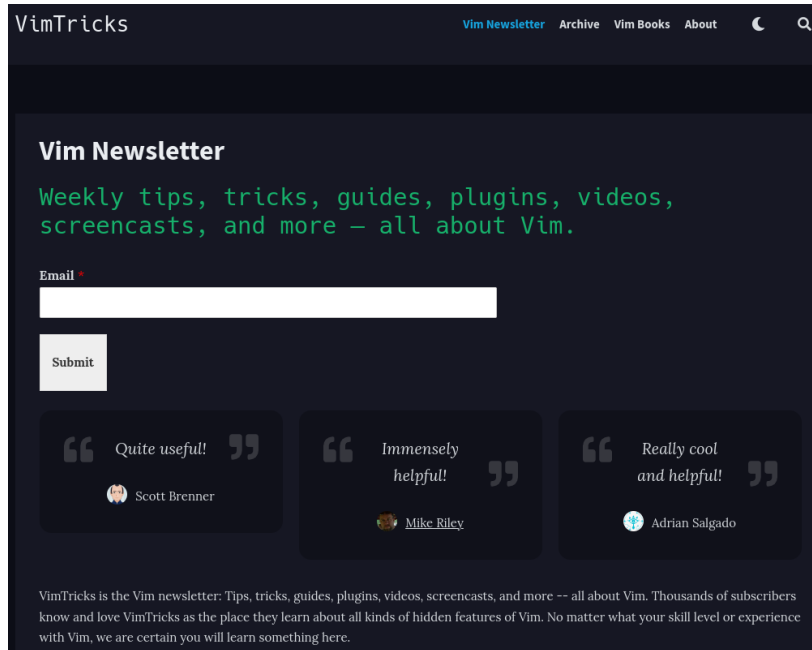 VimTricks
Vim Newsletter Archive Vim Books About
Vim Newsletter
Weekly tips, tricks, guides, plugins, videos,
screencasts, and more — all about Vim.
Email *
Submit
Quite useful!
Scott Brenner
Immensely
helpful!
Mike Riley
Really cool
and helpful!
Adrian Salgado
VimTricks is the Vim newsletter: Tips, tricks, guides, plugins, videos, screencasts, and more -- all about Vim. Thousands of subscribers
know and love VimTricks as the place they learn about all kinds of hidden features of Vim. No matter what your skill level or experience
with Vim, we are certain you will learn something here.